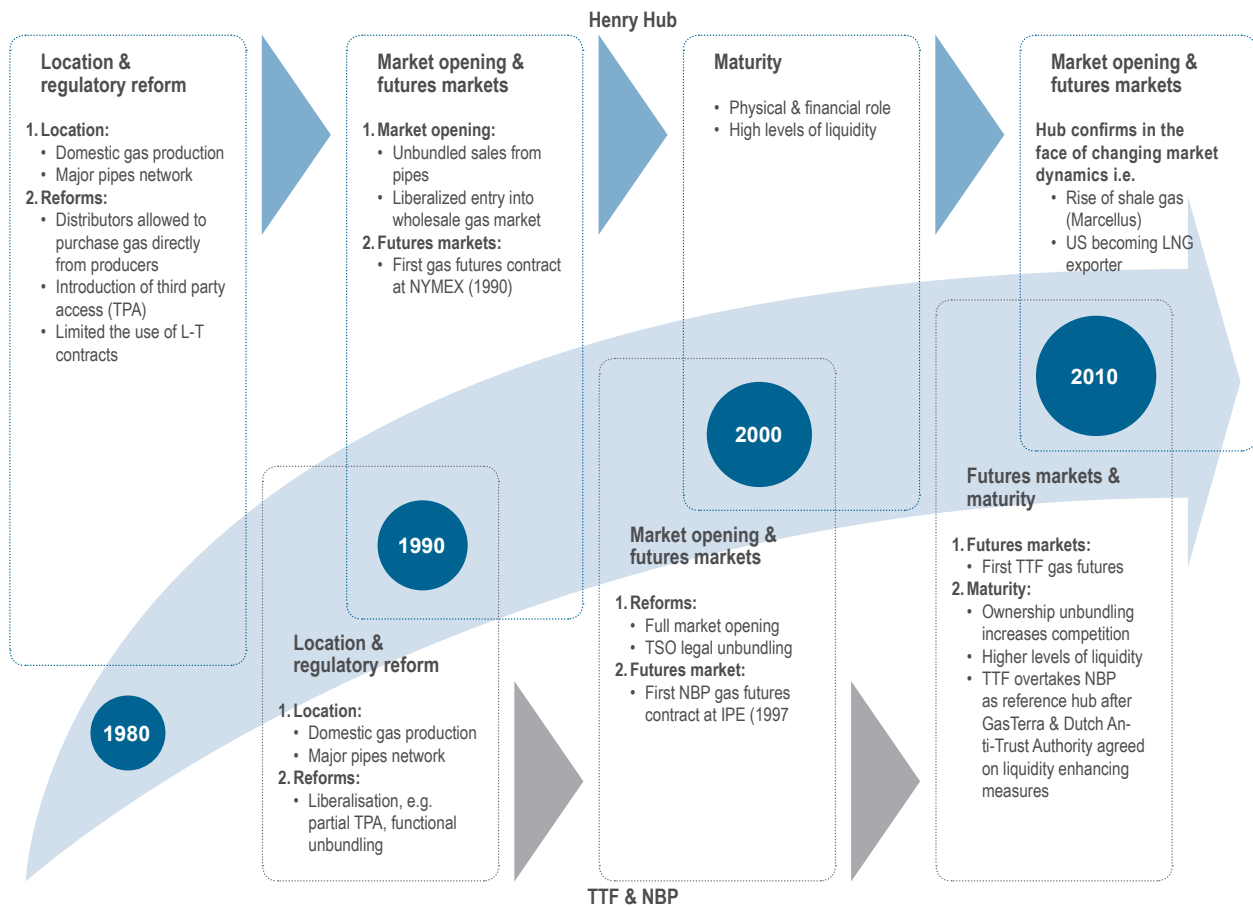 Henry Hub
Location &
regulatory reform
1. Location:
• Domestic gas production
• Major pipes network
2. Reforms:
• Distributors allowed to
purchase gas directly
from producers
• Introduction of third party
access (TPA)
• Limited the use of L-T
contracts
Market opening &
futures markets
1. Market opening:
• Unbundled sales from
pipes
• Liberalized entry into
wholesale gas market
2. Futures markets:
• First gas futures contract
at NYMEX (1990)
Maturity
• Physical & financial role
• High levels of liquidity
Market opening &
futures markets
Hub confirms in the
face of changing market
dynamics i.e.
• Rise of shale gas
(Marcellus)
• US becoming LNG
exporter
1980
1990
2000
2010
Location &
regulatory reform
1. Location:
• Domestic gas production
• Major pipes network
2. Reforms:
• Liberalisation, e.g.
partial TPA, functional
unbundling
Market opening &
futures markets
1. Reforms:
• Full market opening
• TSO legal unbundling
2. Futures market:
• First NBP gas futures
contract at IPE (1997
Futures markets &
maturity
1. Futures markets:
• First TTF gas futures
2. Maturity:
• Ownership unbundling
increases competition
• Higher levels of liquidity
• TTF overtakes NBP
as reference hub after
GasTerra & Dutch An-
ti-Trust Authority agreed
on liquidity enhancing
measures
TTF & NBP